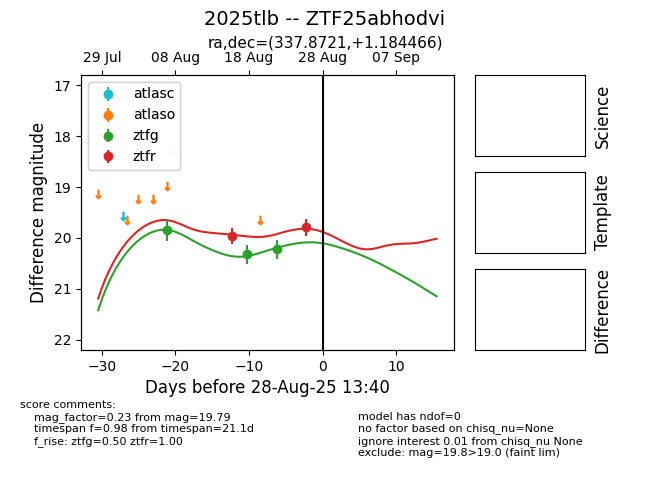 2025tlb -- ZTF25abhodvi
ra,dec=(337.8721,+1.184466)
29 Jul 08 Aug 18 Aug 28 Aug 07 Sep
atlasc
atlaso
ztfg
ztfr
17
18
19
20
21
22
Difference magnitude
−30 −20 −10 0 10
Days before 28-Aug-25 13:40
Science
Template
Difference
score comments:
mag_factor=0.23 from mag=19.79
timespan f=0.98 from timespan=21.1d
f_rise: ztfg=0.50 ztfr=1.00
model has ndof=0
no factor based on chisq_nu=None
ignore interest 0.01 from chisq_nu None
exclude: mag=19.8>19.0 (faint lim)